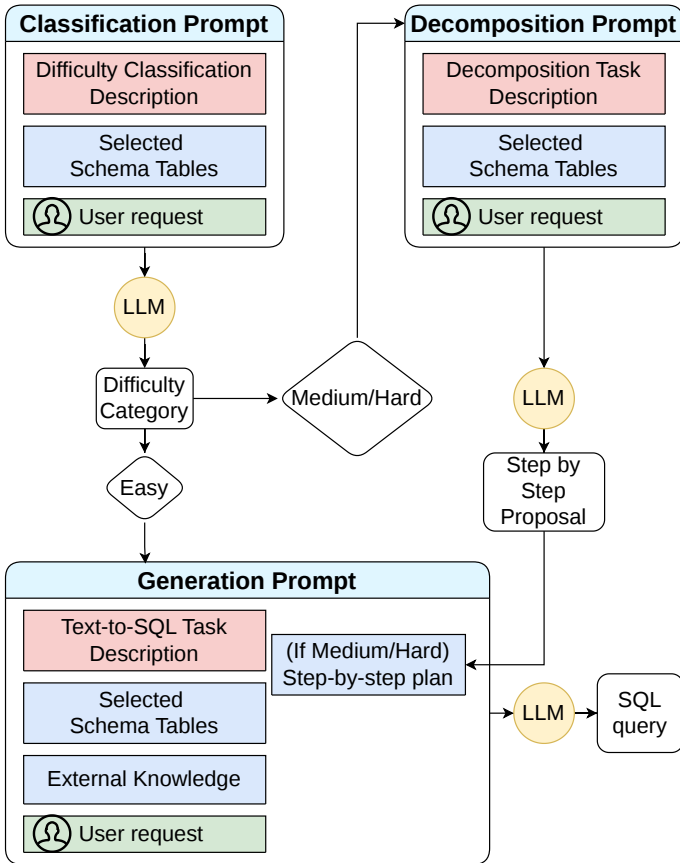 Classification Prompt
Difficulty Classification
Description
Selected
Schema Tables
User request
LLM
Difficulty
Category
Medium/Hard
Easy
Decomposition Prompt
Decomposition Task
Description
Selected
Schema Tables
User request
LLM
Step by
Step
Proposal
Generation Prompt
Text-to-SQL Task
Description
Selected
Schema Tables
External Knowledge
User request
(If Medium/Hard)
Step-by-step plan
LLM
SQL
query